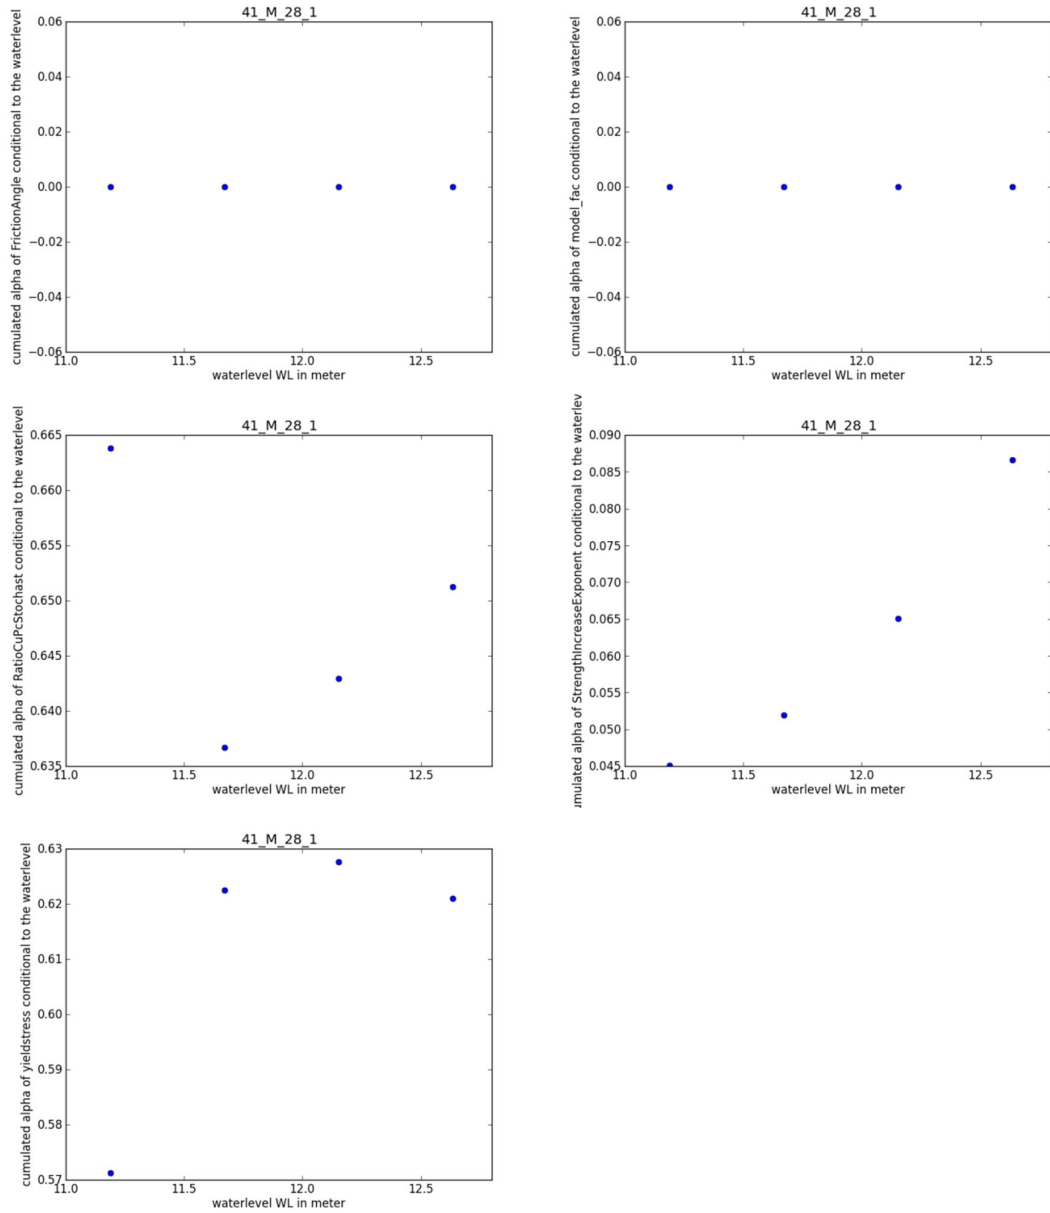 41_M_28_1
cumulated alpha of FrictionAngle conditional to the waterlevel
0.06
0.04
0.02
0.00
−0.02
−0.04
−0.06
11.0 11.5 12.0 12.5
waterlevel WL in meter
41_M_28_1
cumulated alpha of model_fac conditional to the waterlevel
0.06
0.04
0.02
0.00
−0.02
−0.04
−0.06
11.0 11.5 12.0 12.5
waterlevel WL in meter
41_M_28_1
cumulated alpha of RatioCuPcStochast conditional to the waterlevel
0.665
0.660
0.655
0.650
0.645
0.640
0.635
11.0 11.5 12.0 12.5
waterlevel WL in meter
41_M_28_1
umulated alpha of StrengthIncreaseExponent conditional to the waterlev
0.090
0.085
0.080
0.075
0.070
0.065
0.060
0.055
0.050
0.045
11.0 11.5 12.0 12.5
waterlevel WL in meter
41_M_28_1
cumulated alpha of yieldstress conditional to the waterlevel
0.63
0.62
0.61
0.60
0.59
0.58
0.57
11.0 11.5 12.0 12.5
waterlevel WL in meter